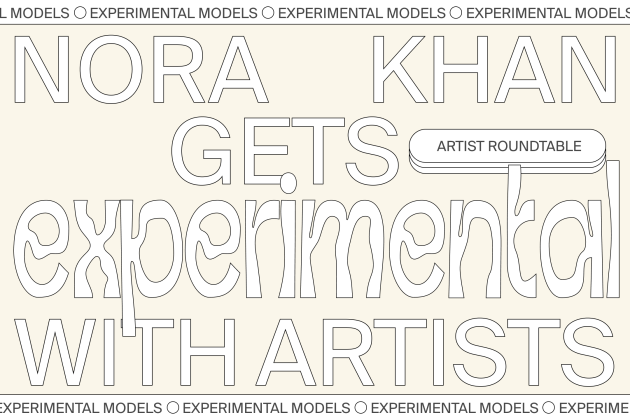 L MODELS ○ EXPERIMENTAL MODELS ○ EXPERIMENTAL MODELS ○ EXPERIMENTAL MODELS
NORA KHAN
GETS
ARTIST ROUNDTABLE
experimental
WITH ARTISTS
EXPERIMENTAL MODELS ○ EXPERIMENTAL MODELS ○ EXPERIMENTAL MODELS ○ EXPERIME